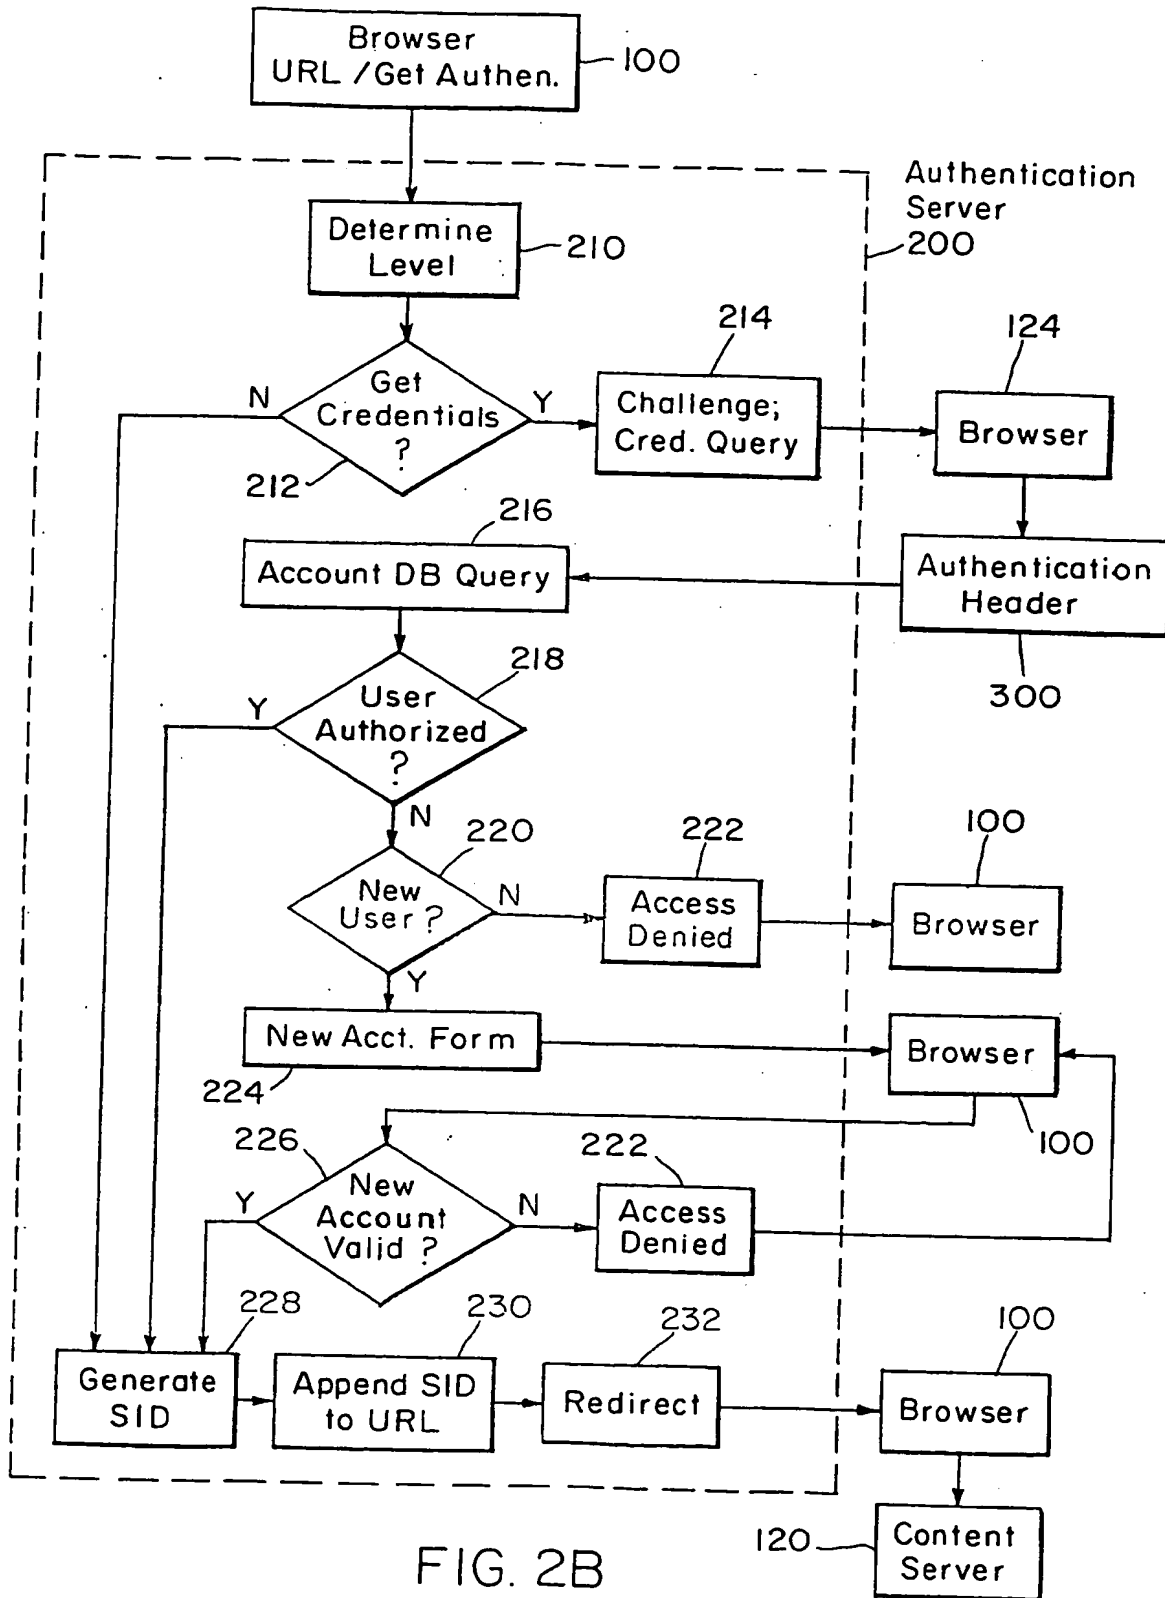 Browser
URL /Get Authen.
100
Authentication
Server
200
Determine
Level
210
214
124
Get
Credentials
?
N
Y
212
Challenge;
Cred. Query
Browser
216
Account DB Query
Authentication
Header
300
218
User
Authorized
?
Y
N
220
222
100
New
User ?
N
Y
Access
Denied
Browser
New Acct. Form
224
Browser
100
226
222
New
Account
Valid ?
Y
N
Access
Denied
228
230
232
100
Generate
SID
Append SID
to URL
Redirect
Browser
120
Content
Server
FIG. 2B